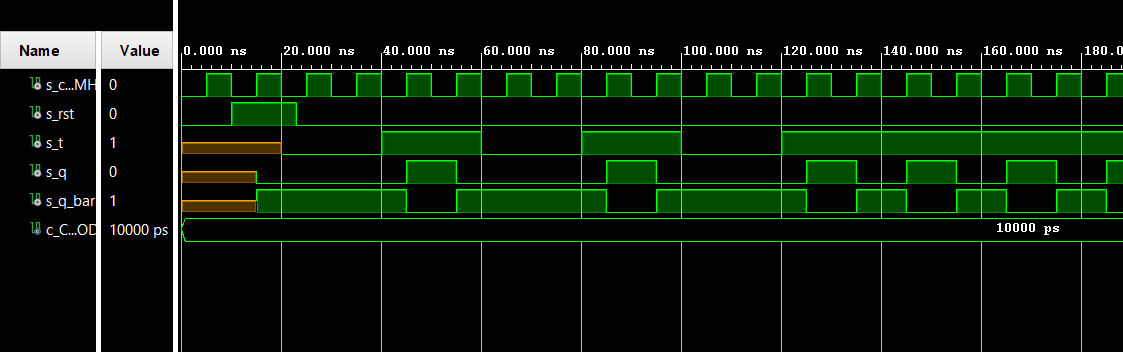 Name Value
0.000 ns 20.000 ns 40.000 ns 60.000 ns 80.000 ns 100.000 ns 120.000 ns 140.000 ns 160.000 ns 180.0
s_c...MH 0
s_rst 0
s_t 1
s_q 0
s_q_bar 1
c_C...OD 10000 ps 10000 ps